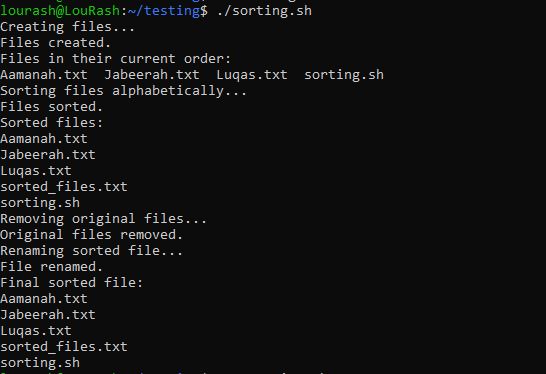 lourash@LouRash:~/testing$ ./sorting.sh
Creating files...
Files created.
Files in their current order:
Aamanah.txt  Jabeerah.txt  Luqas.txt  sorting.sh
Sorting files alphabetically...
Files sorted.
Sorted files:
Aamanah.txt
Jabeerah.txt
Luqas.txt
sorted_files.txt
sorting.sh
Removing original files...
Original files removed.
Renaming sorted file...
File renamed.
Final sorted file:
Aamanah.txt
Jabeerah.txt
Luqas.txt
sorted_files.txt
sorting.sh